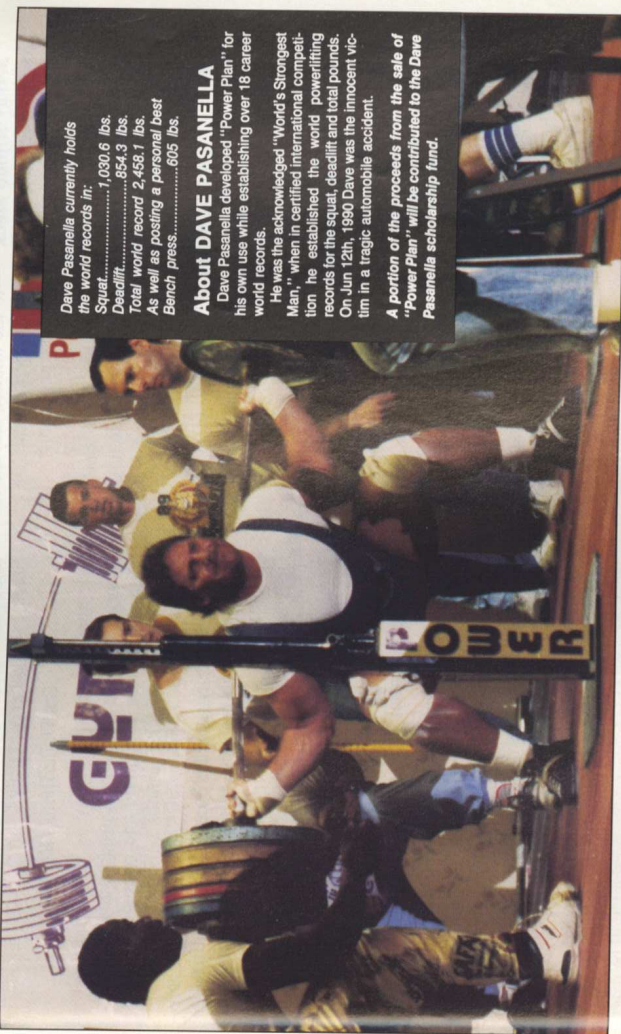 Dave Pasanella currently holds
the world records in:
Squat........................1,030.6 lbs.
Deadlift.......................854.3 lbs.
Total world record 2,458.1 lbs.
As well as posting a personal best
Bench press..............605 lbs.
About DAVE PASANELLA
Dave Pasanella developed "Power Plan" for
his own use while establishing over 18 career
world records.
He was the acknowledged "World's Strongest
Man," when in certified international competi-
tion he established the world powerlifting
records for the squat, deadlift and total pounds.
On Jun 12th, 1990 Dave was the innocent vic-
tim in a tragic automobile accident.
A portion of the proceeds from the sale of
"Power Plan" will be contributed to the Dave
Pasanella scholarship fund.
P
89
POWER